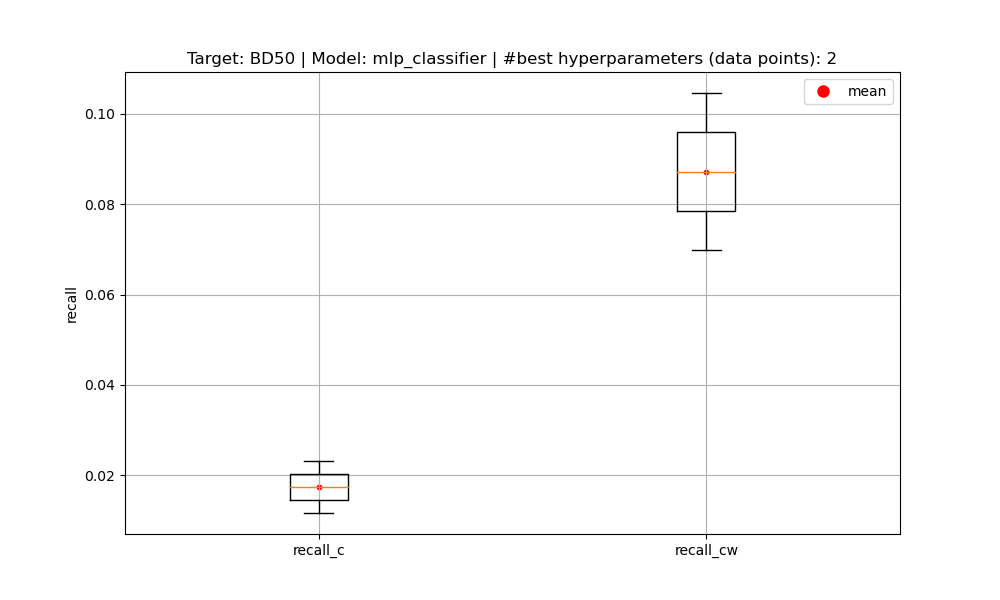 Target: BD50 | Model: mlp_classifier | #best hyperparameters (data points): 2
mean
0.10
0.08
0.06
0.04
0.02
recall
recall_c
recall_cw